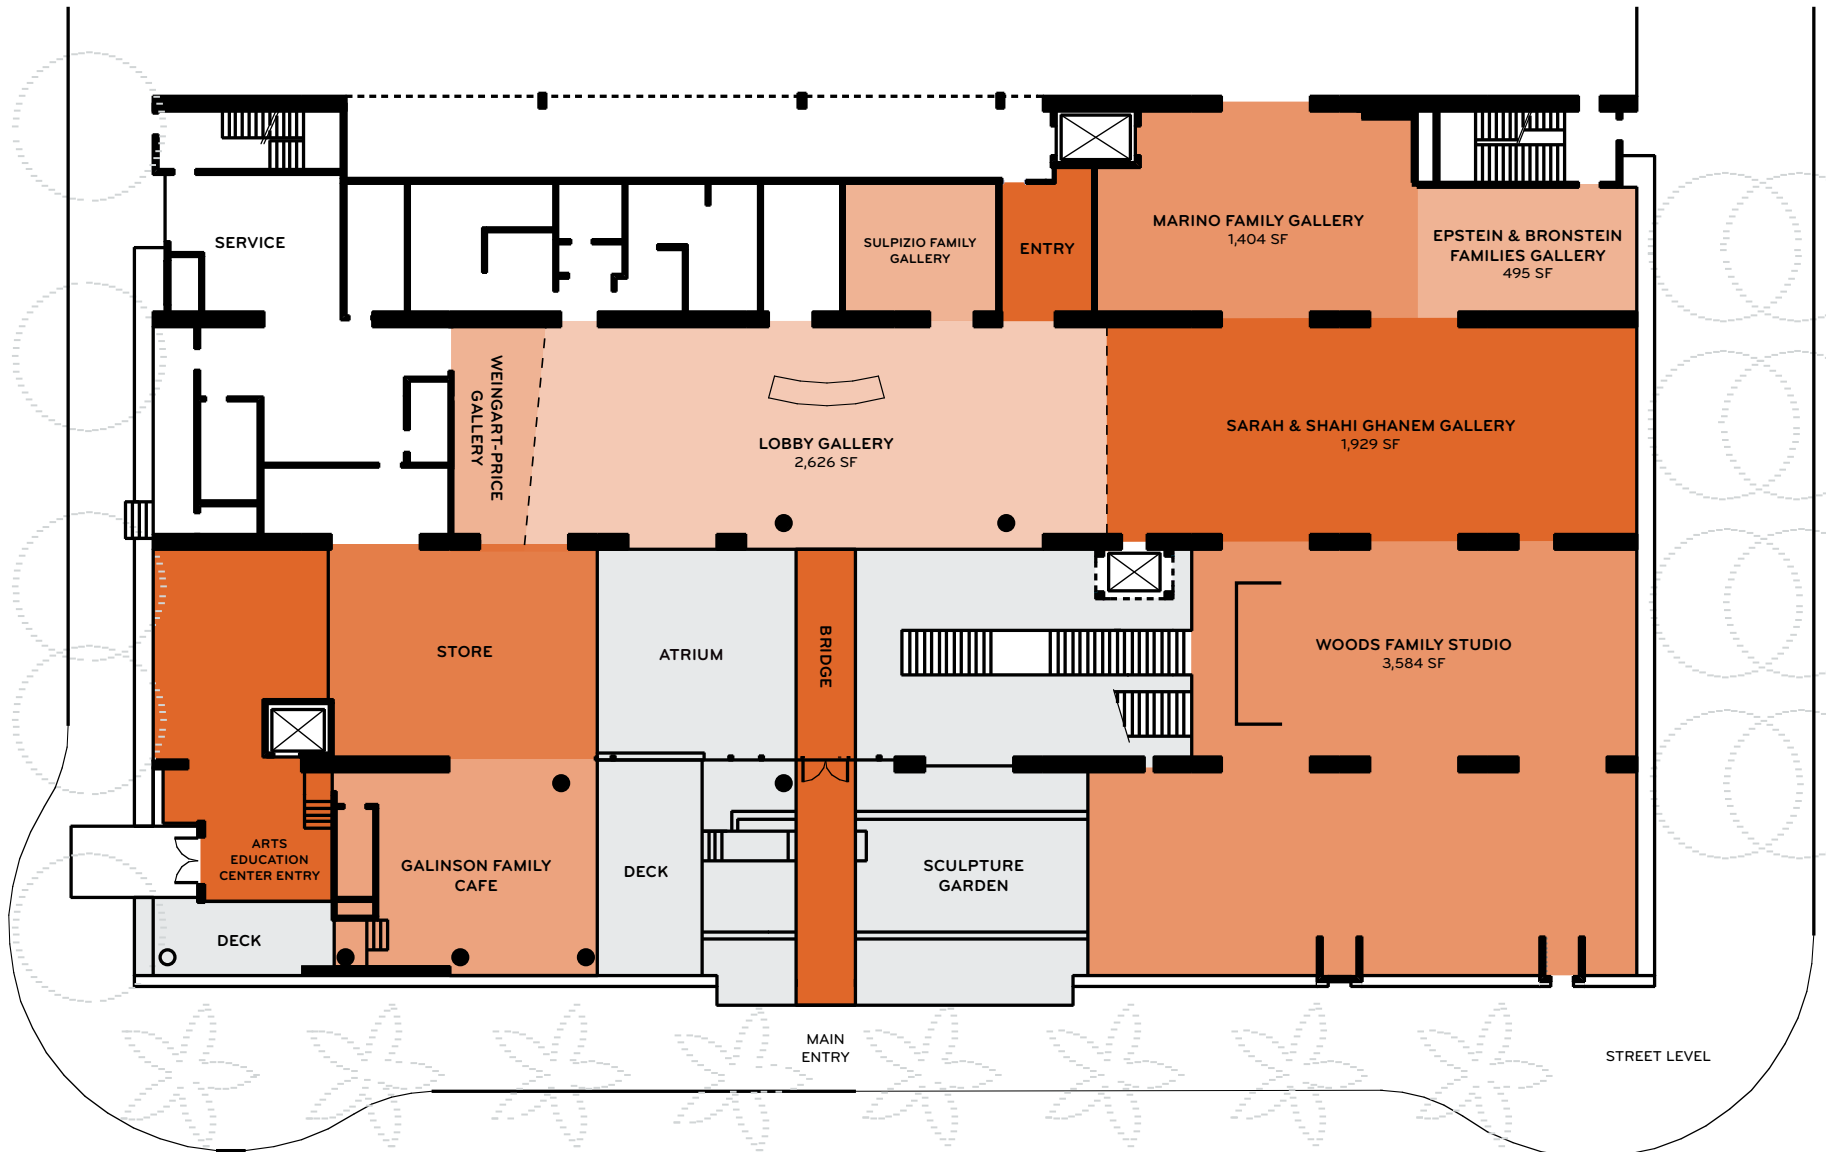 SERVICE
SULPIZIO FAMILY
GALLERY
ENTRY
MARINO FAMILY GALLERY
1,404 SF
EPSTEIN & BRONSTEIN
FAMILIES GALLERY
495 SF
WEINGART-PRICE
GALLERY
LOBBY GALLERY
2,626 SF
SARAH & SHAHI GHANEM GALLERY
1,929 SF
STORE
ATRIUM
BRIDGE
WOODS FAMILY STUDIO
3,584 SF
ARTS
EDUCATION
CENTER ENTRY
GALINSON FAMILY
CAFE
DECK
SCULPTURE
GARDEN
DECK
MAIN
ENTRY
STREET LEVEL